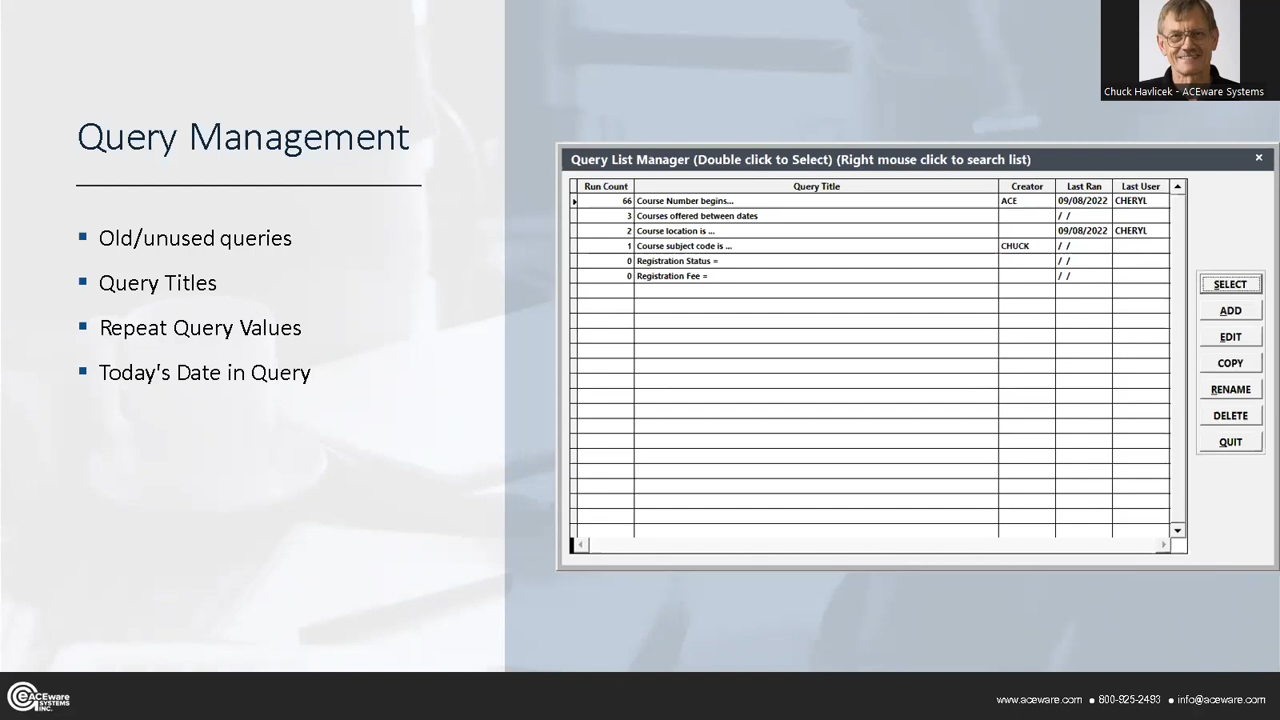 Chuck Havlicek - ACEware Systems
Query Management
Old/unused queries
Query Titles
Repeat Query Values
Today's Date in Query
Query List Manager (Double click to Select) (Right mouse click to search list)
Run Count Query Title Creator Last Ran Last User
66 Course Number begins... ACE 09/08/2022 CHERYL
3 Courses offered between dates / /
2 Course location is ... 09/08/2022 CHERYL
1 Course subject code is ... CHUCK / /
0 Registration Status = / /
0 Registration Fee = / /
SELECT
ADD
EDIT
COPY
RENAME
DELETE
QUIT
ACEware
SYSTEMS
INC.
www.aceware.com ● 800-925-2493 ● info@aceware.com